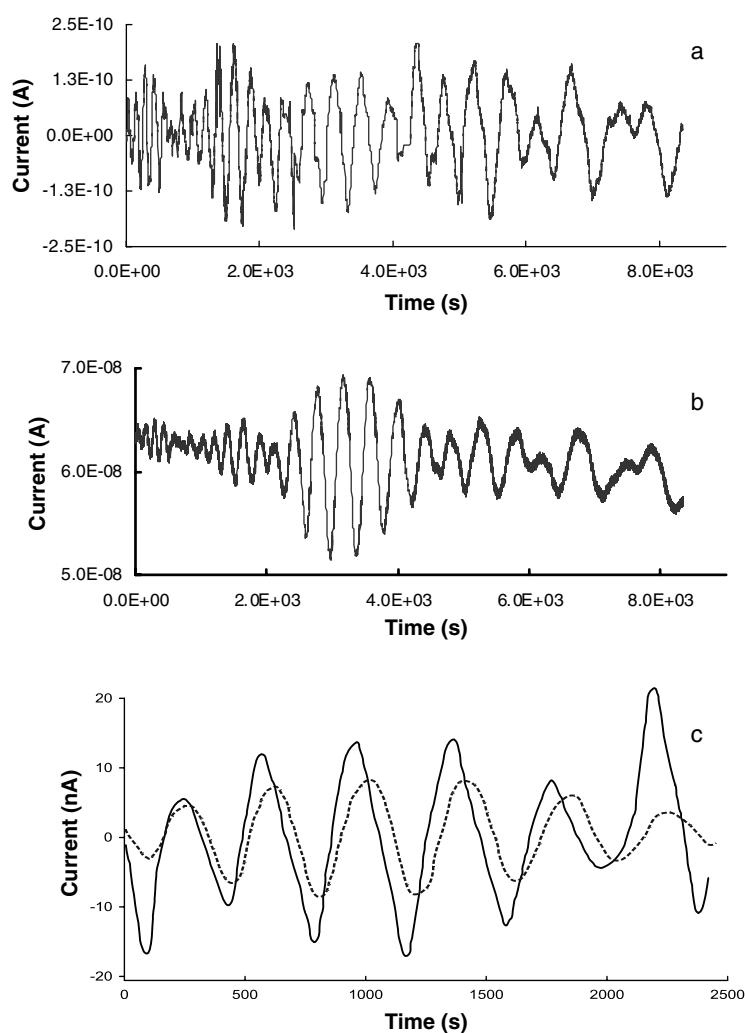 a
2.5E-10
1.3E-10
0.0E+00
-1.3E-10
-2.5E-10
Current (A)
0.0E+00 2.0E+03 4.0E+03 6.0E+03 8.0E+03
Time (s)
b
7.0E-08
6.0E-08
5.0E-08
Current (A)
0.0E+00 2.0E+03 4.0E+03 6.0E+03 8.0E+03
Time (s)
c
20
10
0
-10
-20
Current (nA)
0 500 1000 1500 2000 2500
Time (s)